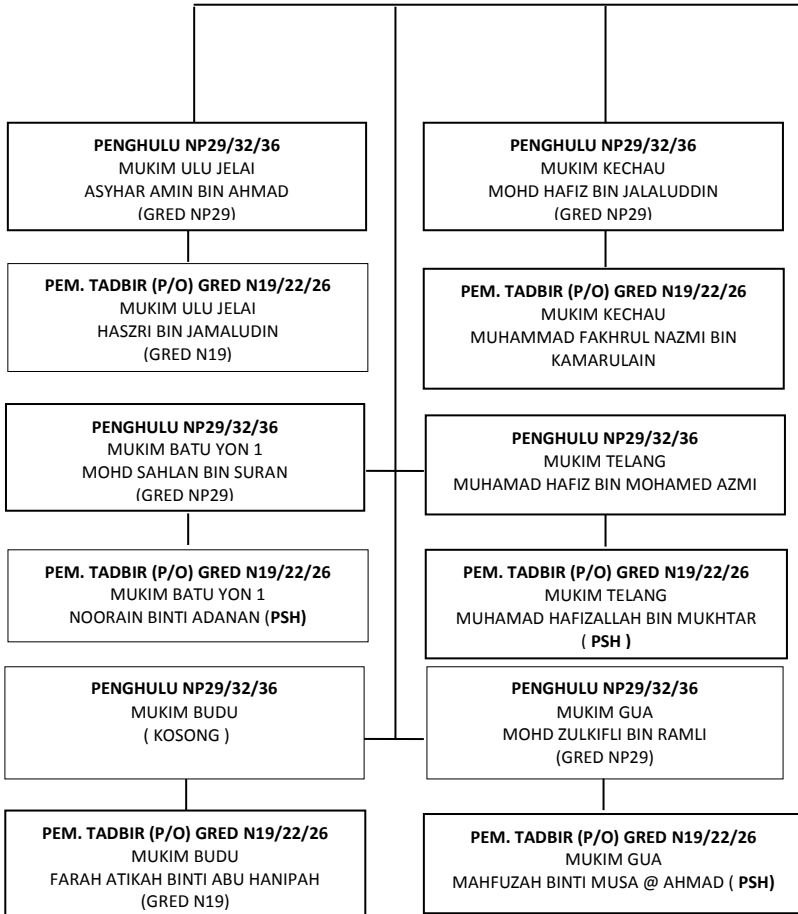 PENGHULU NP29/32/36
MUKIM ULU JELAI
ASYHAR AMIN BIN AHMAD
(GRED NP29)
PENGHULU NP29/32/36
MUKIM KECHAU
MOHD HAFIZ BIN JALALUDDIN
(GRED NP29)
PEM. TADBIR (P/O) GRED N19/22/26
MUKIM ULU JELAI
HASZRI BIN JAMALUDIN
(GRED N19)
PEM. TADBIR (P/O) GRED N19/22/26
MUKIM KECHAU
MUHAMMAD FAKHRUL NAZMI BIN
KAMARULAIN
PENGHULU NP29/32/36
MUKIM BATU YON 1
MOHD SAHLAN BIN SURAN
(GRED NP29)
PENGHULU NP29/32/36
MUKIM TELANG
MUHAMAD HAFIZ BIN MOHAMED AZMI
PEM. TADBIR (P/O) GRED N19/22/26
MUKIM BATU YON 1
NOORAIN BINTI ADANAN (PSH)
PEM. TADBIR (P/O) GRED N19/22/26
MUKIM TELANG
MUHAMAD HAFIZALLAH BIN MUKHTAR
( PSH )
PENGHULU NP29/32/36
MUKIM BUDU
( KOSONG )
PENGHULU NP29/32/36
MUKIM GUA
MOHD ZULKIFLI BIN RAMLI
(GRED NP29)
PEM. TADBIR (P/O) GRED N19/22/26
MUKIM BUDU
FARAH ATIKAH BINTI ABU HANIPAH
(GRED N19)
PEM. TADBIR (P/O) GRED N19/22/26
MUKIM GUA
MAHFUZAH BINTI MUSA @ AHMAD ( PSH)